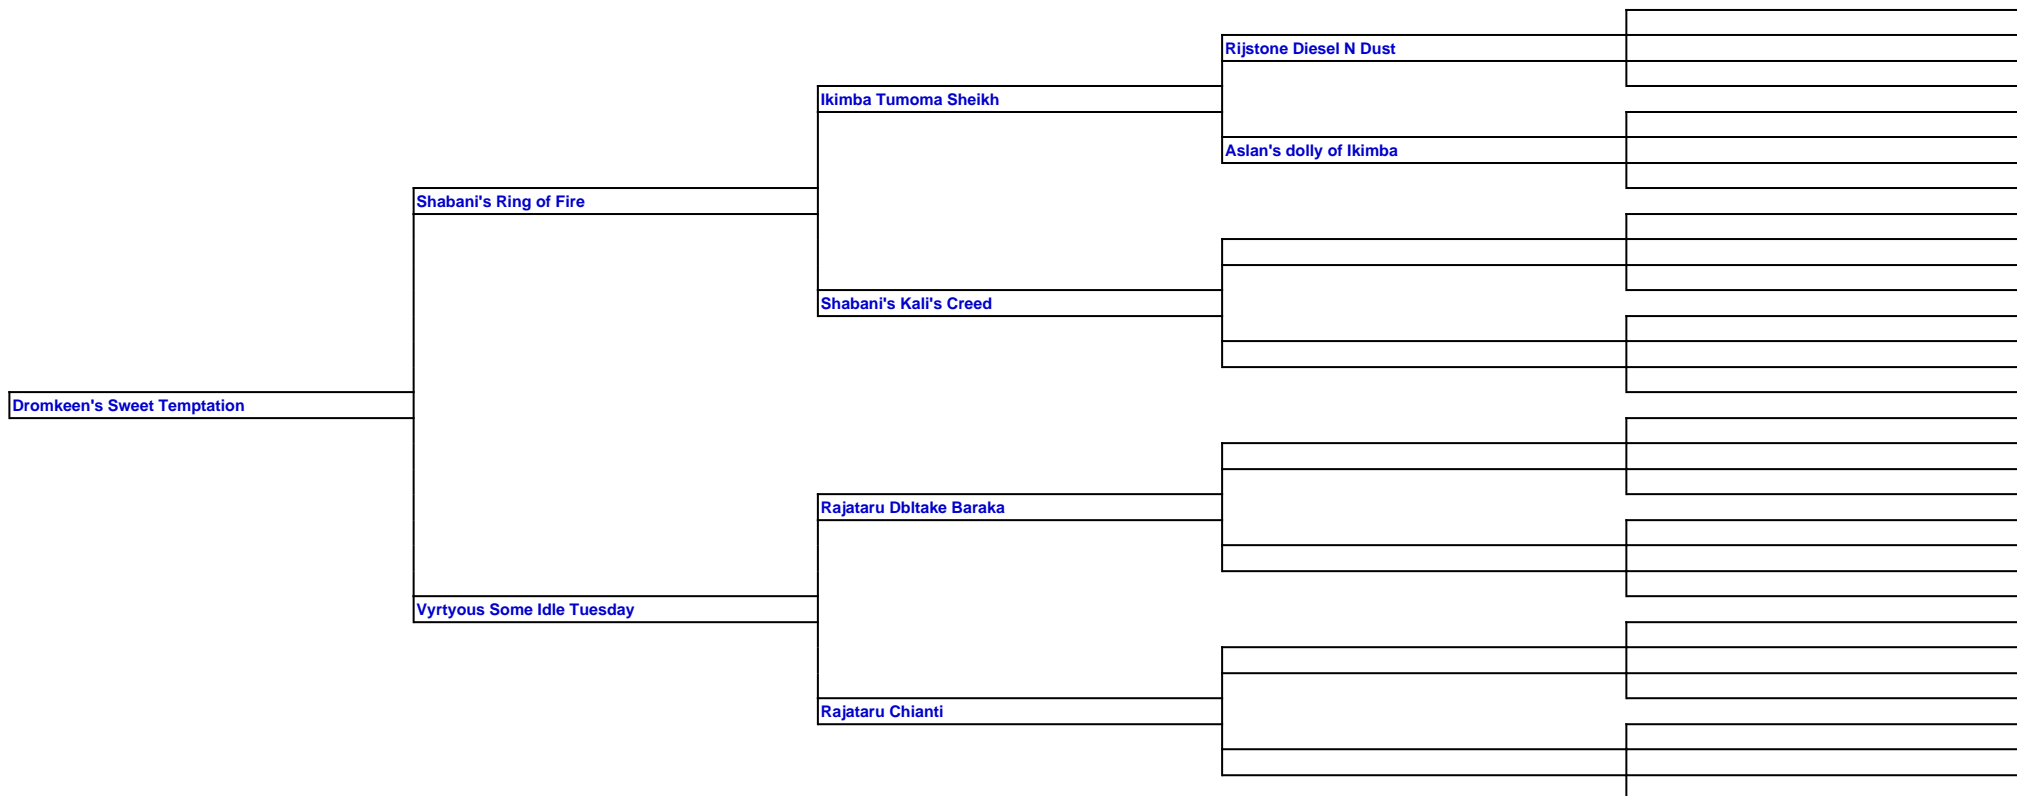 Rijstone Diesel N Dust
Ikimba Tumoma Sheikh
Aslan's dolly of Ikimba
Shabani's Ring of Fire
Shabani's Kali's Creed
Dromkeen's Sweet Temptation
Rajataru Dbltake Baraka
Vyrtyous Some Idle Tuesday
Rajataru Chianti